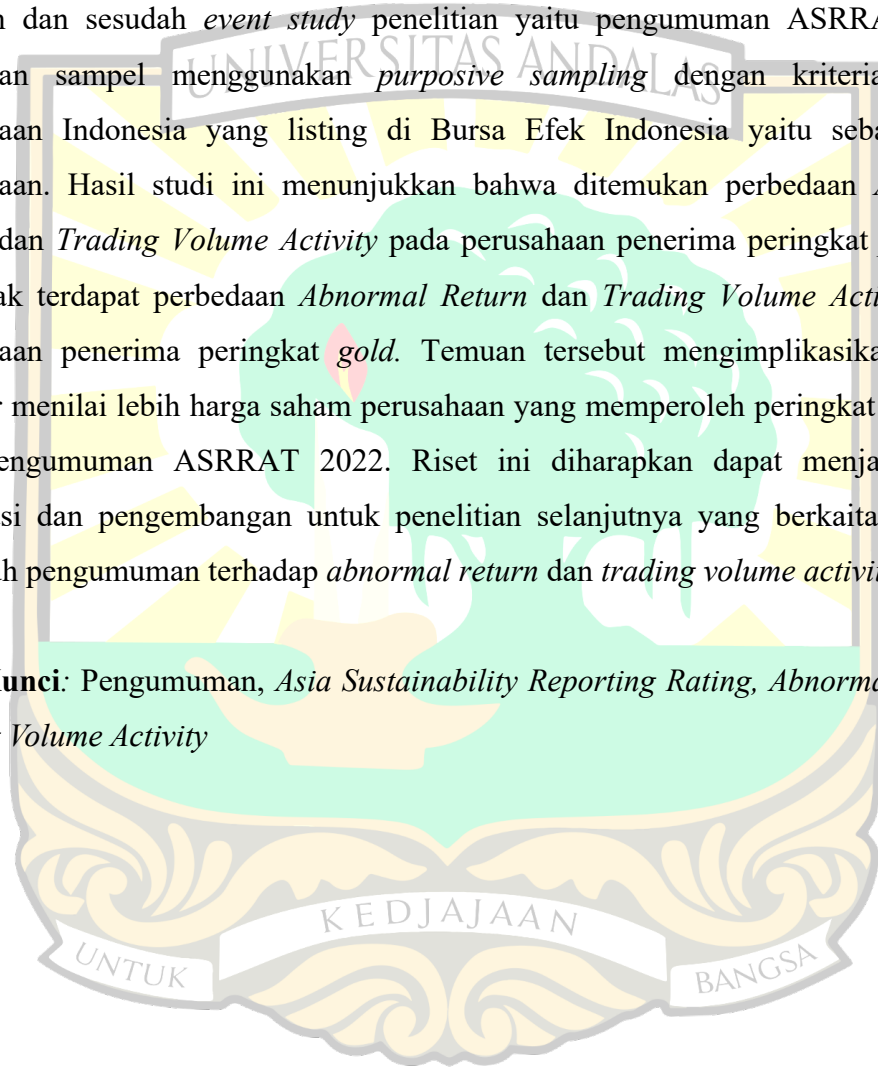 dan sesudah event study penelitian yaitu pengumuman ASRRA
UNIVERSITAS ANDALAS
an sampel menggunakan purposive sampling dengan kriteria
aan Indonesia yang listing di Bursa Efek Indonesia yaitu seba
aan. Hasil studi ini menunjukkan bahwa ditemukan perbedaan A
dan Trading Volume Activity pada perusahaan penerima peringkat
ak terdapat perbedaan Abnormal Return dan Trading Volume Acti
aan penerima peringkat gold. Temuan tersebut mengimplikasika
r menilai lebih harga saham perusahaan yang memperoleh peringkat
engumuman ASRRAT 2022. Riset ini diharapkan dapat menja
si dan pengembangan untuk penelitian selanjutnya yang berkaita
h pengumuman terhadap abnormal return dan trading volume activit
unci: Pengumuman, Asia Sustainability Reporting Rating, Abnorma
Volume Activity
KEDJAJAAN
UNTUK
BANGSA